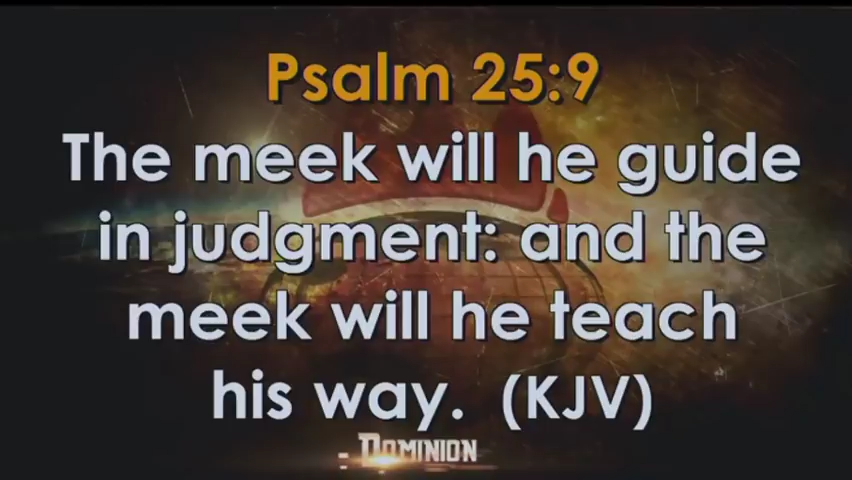 Psalm 25:9
The meek will he guide
in judgment: and the
meek will he teach
his way. (KJV)
DOMINION